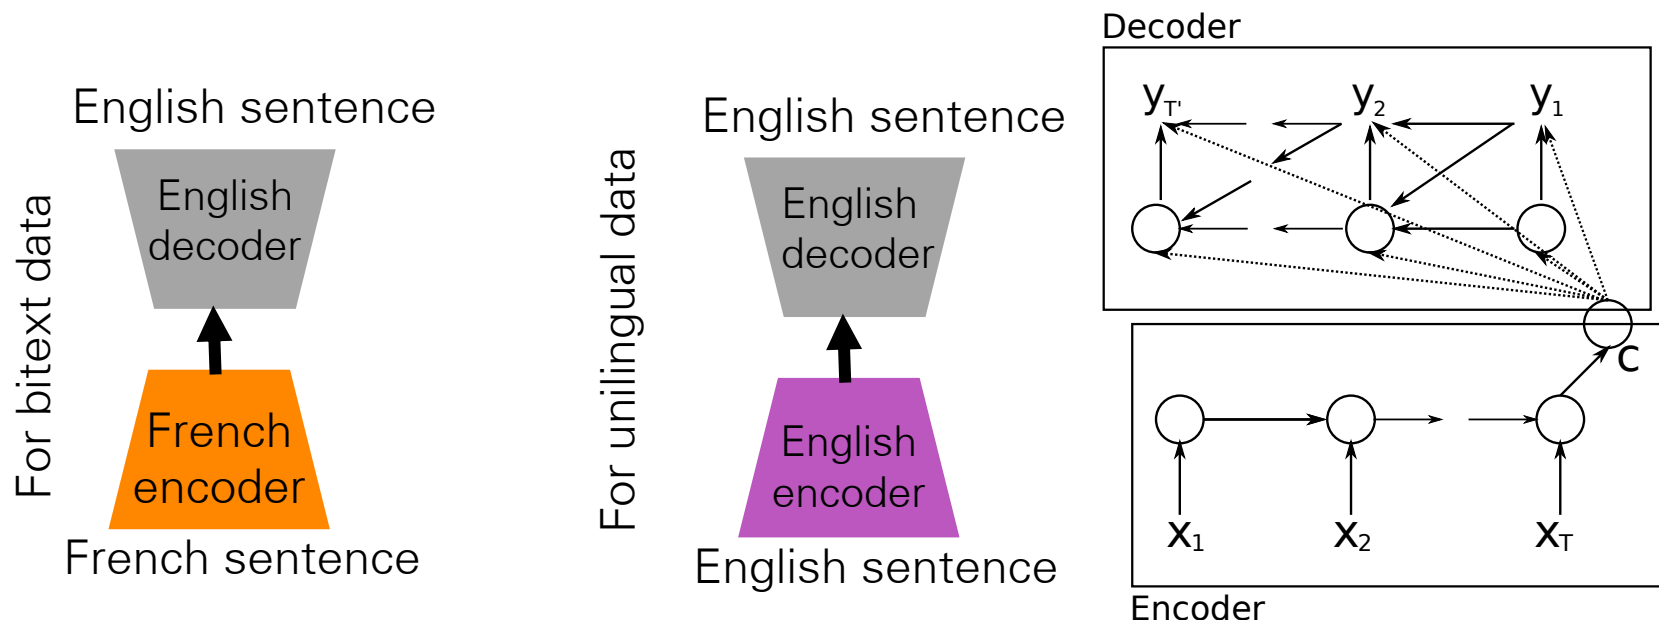 For bitext data
English sentence
English
decoder
French
encoder
French sentence
For unilingual data
English sentence
English
decoder
English
encoder
English sentence
Decoder
yT' y2 y1
c
x1 x2 xT
Encoder